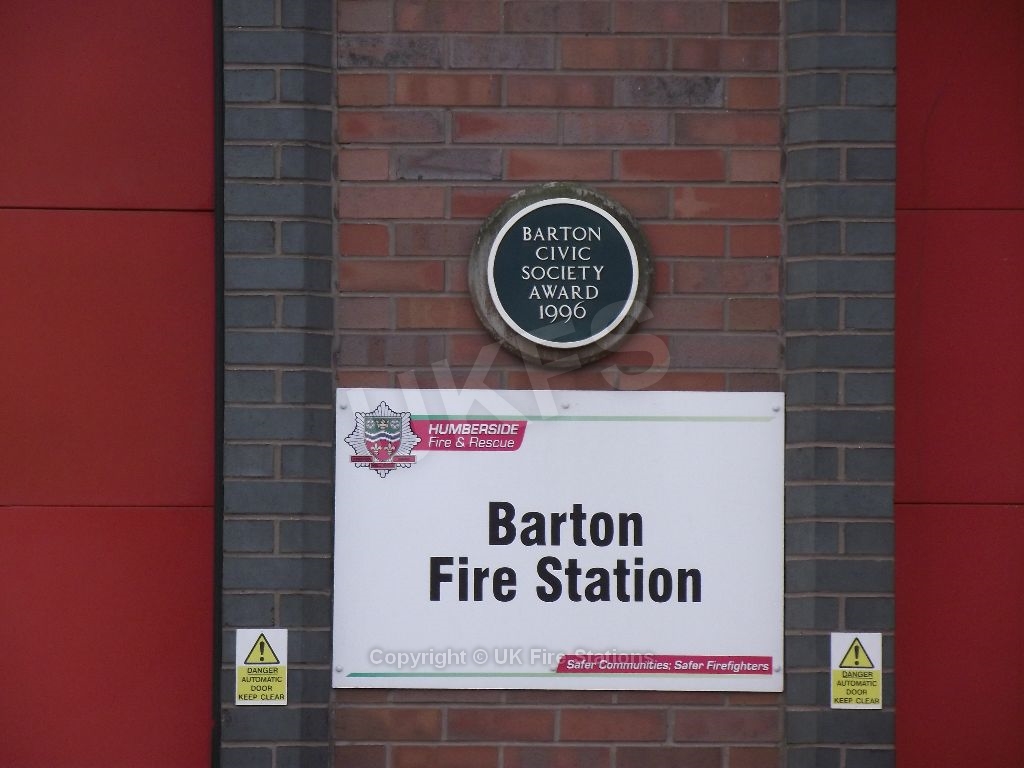 BARTON
CIVIC
SOCIETY
AWARD
1996
UKFS
HUMBERSIDE
Fire & Rescue
Barton
Fire Station
Copyright © UK Fire Stations
Safer Communities; Safer Firefighters
DANGER
AUTOMATIC
DOOR
KEEP CLEAR
DANGER
AUTOMATIC
DOOR
KEEP CLEAR